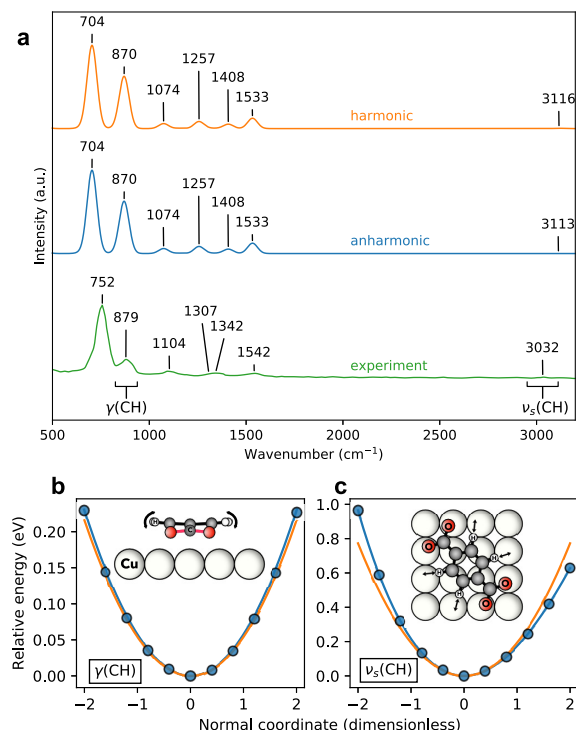 a
704
870
1074
1257
1408
1533
harmonic
3116
704
870
1074
1257
1408
1533
anharmonic
3113
752
879
1104
1307
1342
1542
experiment
3032
γ(CH)
νs(CH)
Intensity (a.u.)
500 1000 1500 2000 2500 3000
Wavenumber (cm⁻¹)
b
0.20
0.15
0.10
0.05
0.00
Relative energy (eV)
H C
Cu
γ(CH)
−2 −1 0 1 2
c
1.0
0.8
0.6
0.4
0.2
0.0
O H
O H
H O
H O
νs(CH)
−2 −1 0 1 2
Normal coordinate (dimensionless)